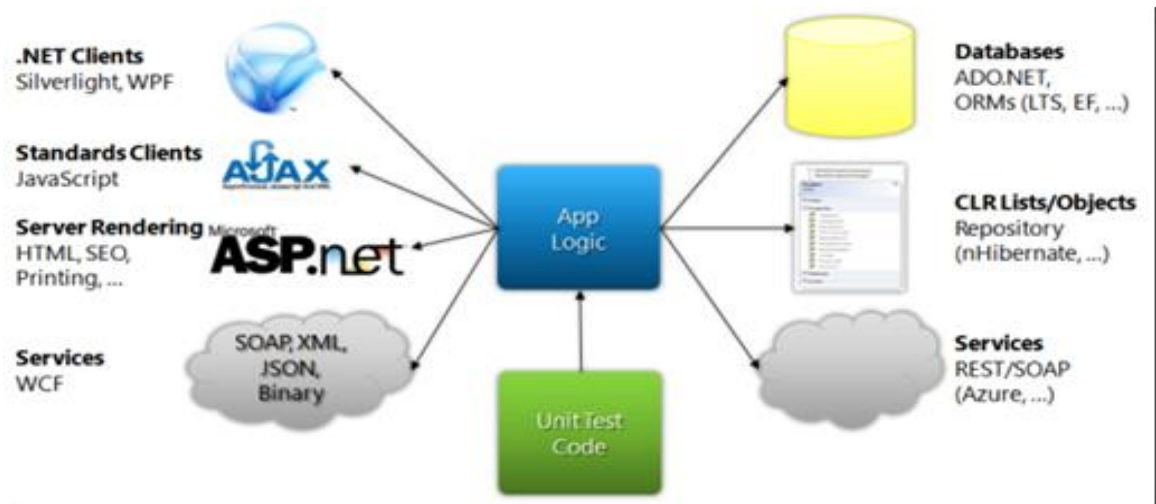 .NET Clients
Silverlight, WPF
Standards Clients
JavaScript
AJAX
Server Rendering
HTML, SEO,
Printing, ...
Microsoft
ASP.net
Services
WCF
SOAP, XML,
JSON,
Binary
App
Logic
Unit Test
Code
Databases
ADO.NET,
ORMs (LTS, EF, ...)
CLR Lists/Objects
Repository
(nHibernate, ...)
Services
REST/SOAP
(Azure, ...)